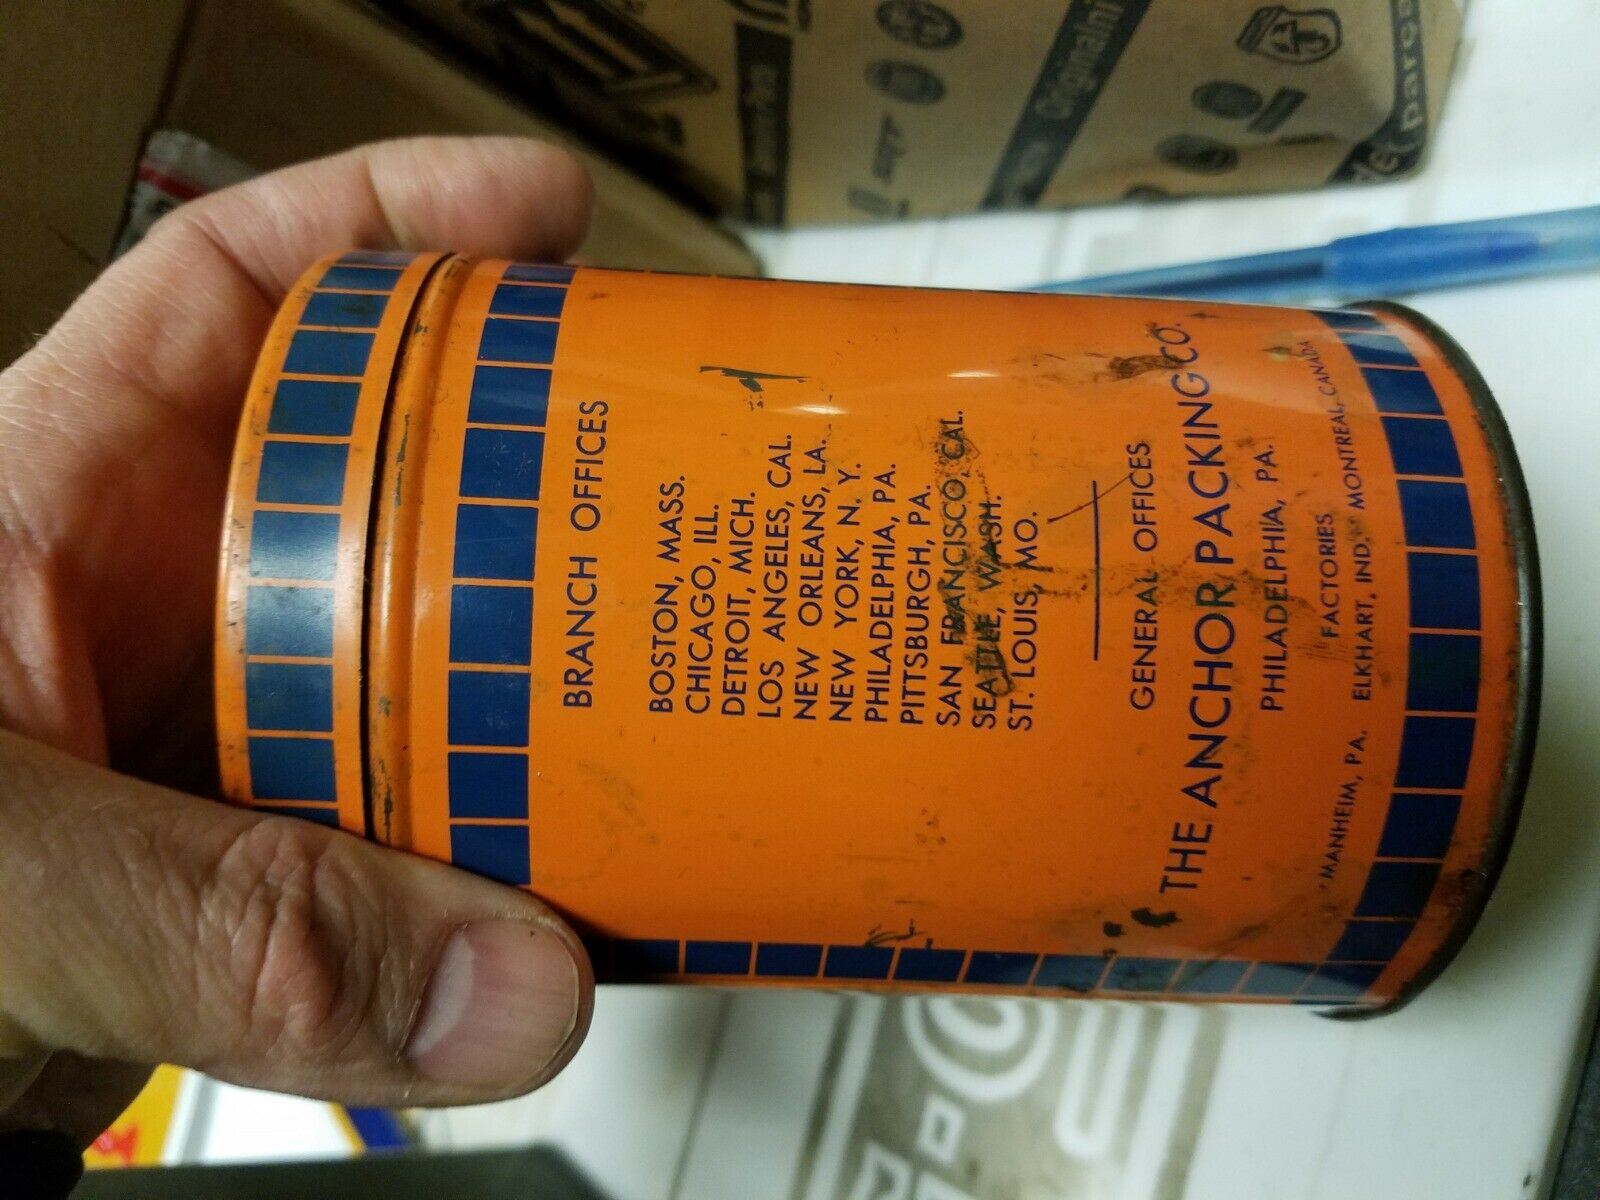 BRANCH OFFICES
BOSTON, MASS.
CHICAGO, ILL.
DETROIT, MICH.
LOS ANGELES, CAL.
NEW ORLEANS, LA.
NEW YORK, N. Y.
PHILADELPHIA, PA.
PITTSBURGH, PA.
SAN FRANCISCO, CAL.
SEATTLE, WASH.
ST. LOUIS, MO.
GENERAL OFFICES
THE ANCHOR PACKING CO.
PHILADELPHIA, PA.
FACTORIES
MANHEIM, PA. ELKHART, IND. MONTREAL, CANADA
Originalni
parts